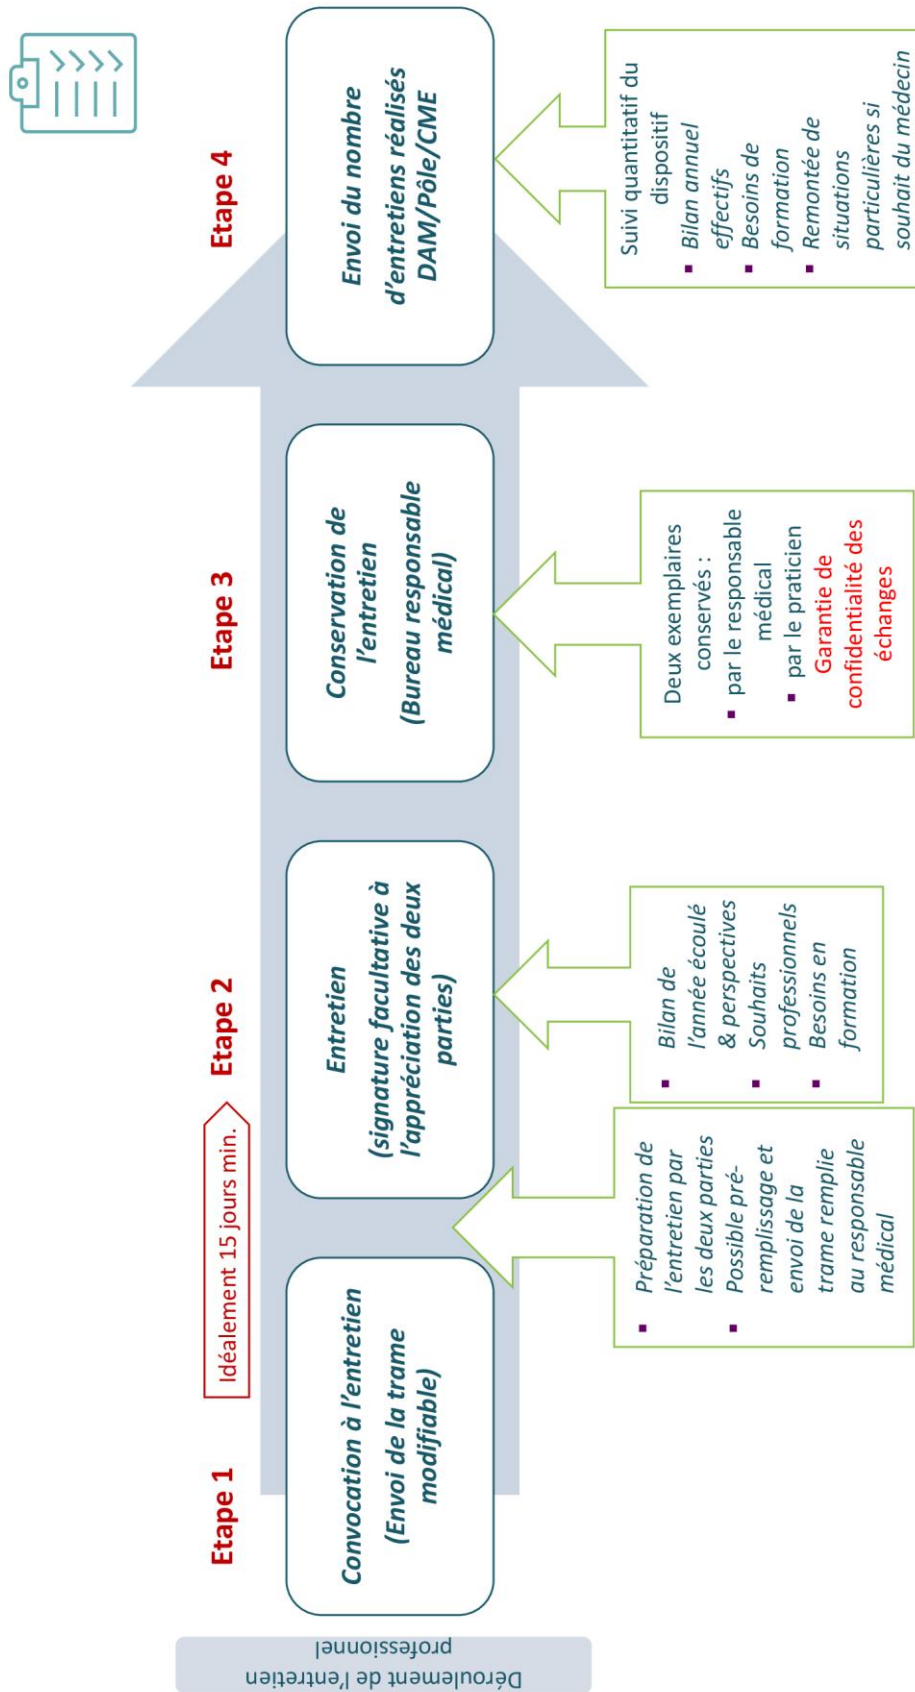 Déroulement de l'entretien
professionnel
Etape 1
Idéalement 15 jours min.
Etape 2
Etape 3
Etape 4
Convocation à l'entretien
(Envoi de la trame
modifiable)
Entretien
(signature facultative à
l'appréciation des deux
parties)
Conservation de
l'entretien
(Bureau responsable
médical)
Envoi du nombre
d'entretiens réalisés
DAM/Pôle/CME
▪ Préparation de
l'entretien par
les deux parties
▪ Possible pré-
remplissage et
envoi de la
trame remplie
au responsable
médical
▪ Bilan de
l'année écoulé
& perspectives
▪ Souhaits
professionnels
▪ Besoins en
formation
Deux exemplaires
conservés :
▪ par le responsable
médical
▪ par le praticien
Garantie de
confidentialité des
échanges
Suivi quantitatif du
dispositif
▪ Bilan annuel
effectifs
▪ Besoins de
formation
▪ Remontée de
situations
particulières si
souhait du médecin